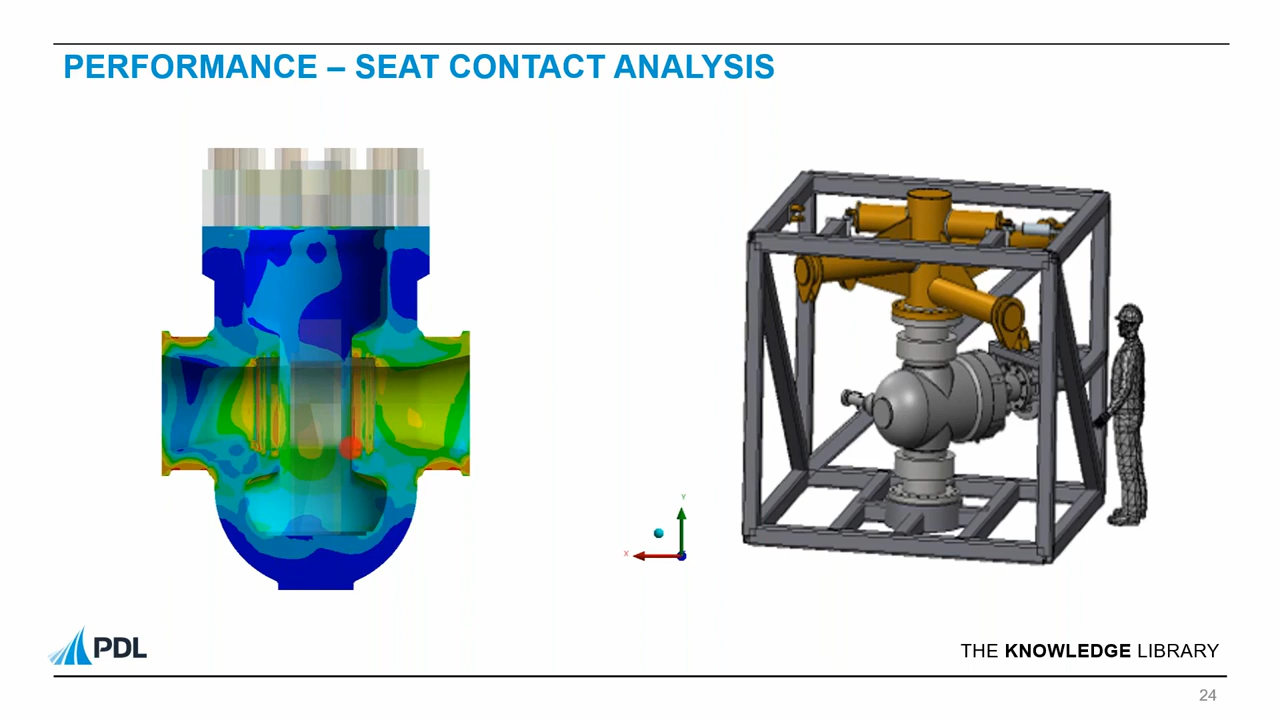 PERFORMANCE – SEAT CONTACT ANALYSIS
Y
X
PDL
THE KNOWLEDGE LIBRARY
24